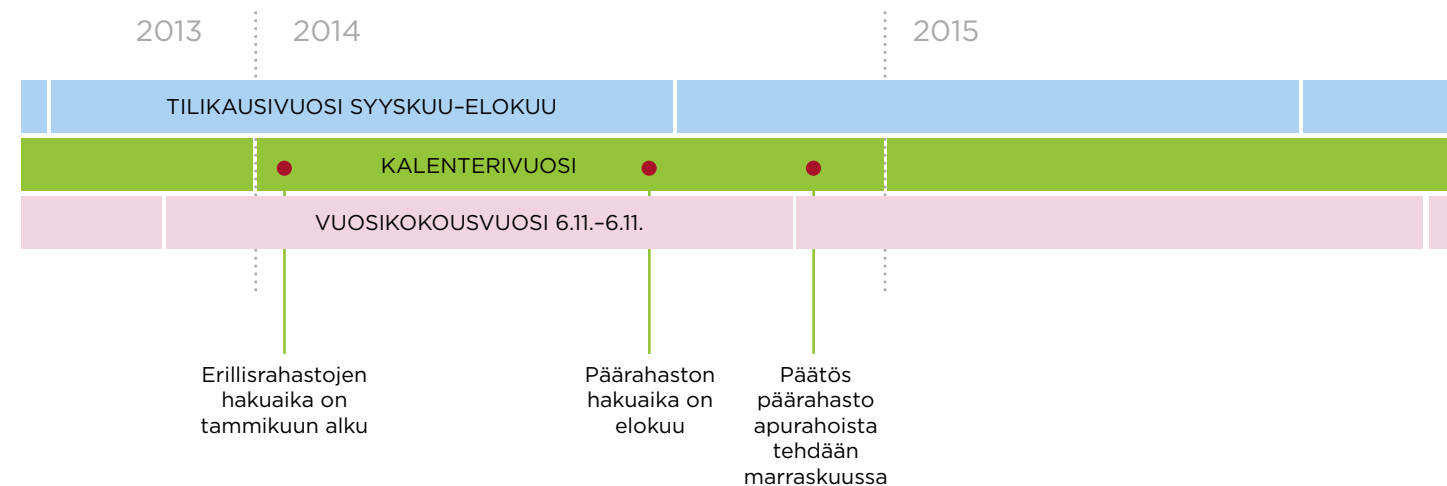 2013
2014
2015
TILIKAUSIVUOSI SYYSKUU–ELOKUU
KALENTERIVUOSI
VUOSIKOKOUSVUOSI 6.11.–6.11.
Erillisrahastojen
hakuaika on
tammikuun alku
Päärahaston
hakuaika on
elokuu
Päätös
päärahasto
apurahoista
tehdään
marraskuussa